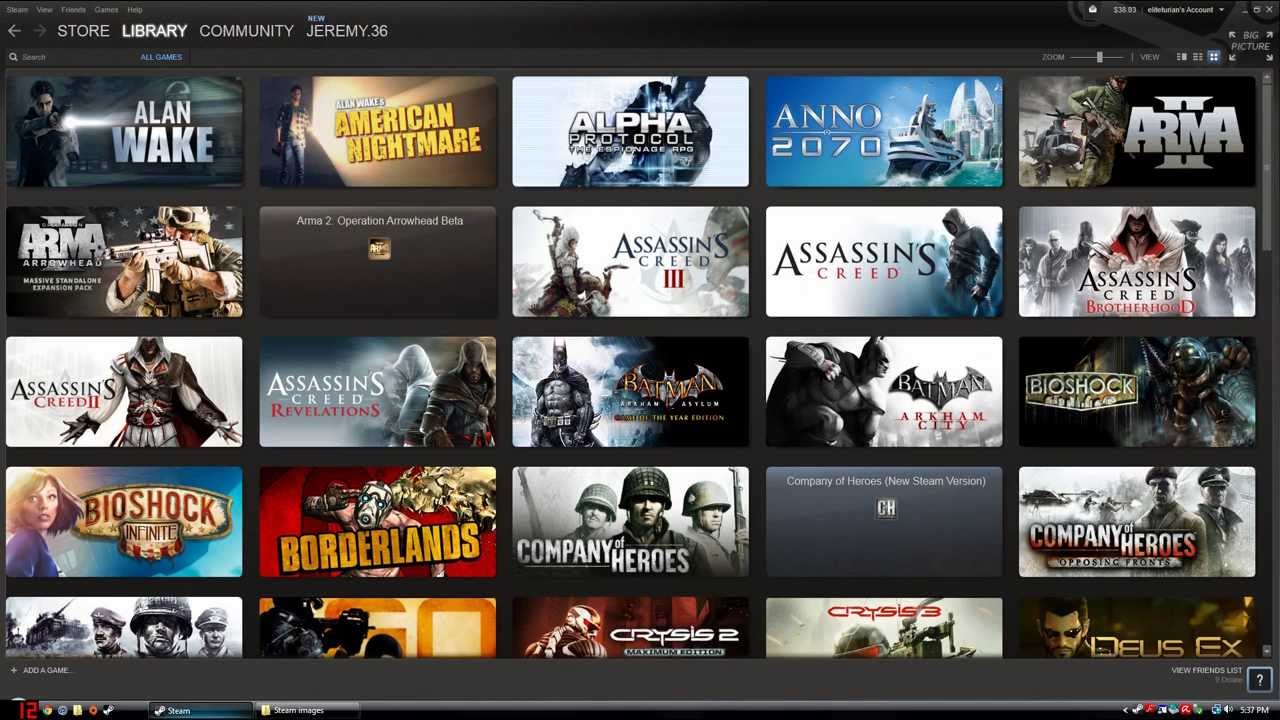 Steam View Friends Games Help
$38.03 eliteturian's Account
NEW
STORE LIBRARY COMMUNITY JEREMY.36
BIG
PICTURE
Search ALL GAMES ZOOM VIEW
ALAN
WAKE
ALAN WAKE'S
AMERICAN
NIGHTMARE
ALPHA
PROTOCOL
THE ESPIONAGE RPG
ANNO
2070
II
ARMA
II
ARMA
ARROWHEAD
MASSIVE STANDALONE
EXPANSION PACK
Arma 2: Operation Arrowhead Beta
ASSASSIN'S
CREED
III
ASSASSIN'S
CREED
ASSASSIN'S
CREED
BROTHERHOOD
ASSASSIN'S
CREED II
ASSASSIN'S
CREED
REVELATIONS
BATMAN
ARKHAM ASYLUM
GAME OF THE YEAR EDITION
BATMAN
ARKHAM
CITY
BIOSHOCK
BIOSHOCK
INFINITE
BORDERLANDS
COMPANY of HEROES
Company of Heroes (New Steam Version)
CH
COMPANY of HEROES
OPPOSING FRONTS
CRYSIS 2
MAXIMUM EDITION
CRYSIS 3
DEUS EX
+ ADD A GAME...
VIEW FRIENDS LIST
9 Online
?
12 Steam Steam images 5:37 PM